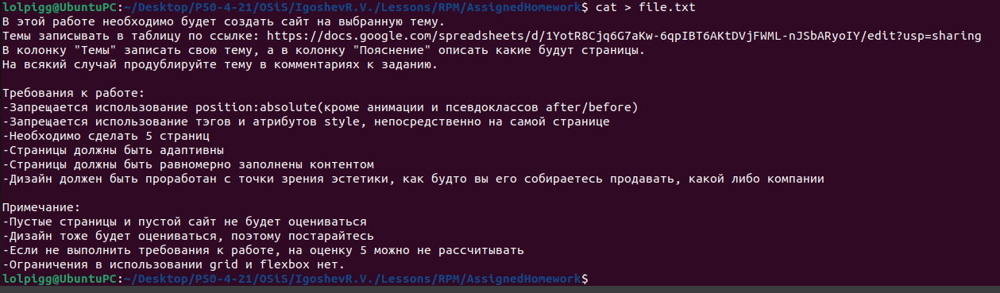 lolpigg@UbuntuPC:~/Desktop/P50-4-21/OSiS/IgoshevR.V./Lessons/RPM/AssignedHomework$ cat > file.txt
В этой работе необходимо будет создать сайт на выбранную тему.
Темы записывать в таблицу по ссылке: https://docs.google.com/spreadsheets/d/1YotR8Cjq6G7aKw-6qpIBT6AKtDVjFWML-nJSbARyoIY/edit?usp=sharing
В колонку "Темы" записать свою тему, а в колонку "Пояснение" описать какие будут страницы.
На всякий случай продублируйте тему в комментариях к заданию.

Требования к работе:
-Запрещается использование position:absolute(кроме анимации и псевдоклассов after/before)
-Запрещается использование тэгов и атрибутов style, непосредственно на самой странице
-Необходимо сделать 5 страниц
-Страницы должны быть адаптивны
-Страницы должны быть равномерно заполнены контентом
-Дизайн должен быть проработан с точки зрения эстетики, как будто вы его собираетесь продавать, какой либо компании

Примечание:
-Пустые страницы и пустой сайт не будет оцениваться
-Дизайн тоже будет оцениваться, поэтому постарайтесь
-Если не выполнить требования к работе, на оценку 5 можно не рассчитывать
-Ограничения в использовании grid и flexbox нет.
lolpigg@UbuntuPC:~/Desktop/P50-4-21/OSiS/IgoshevR.V./Lessons/RPM/AssignedHomework$